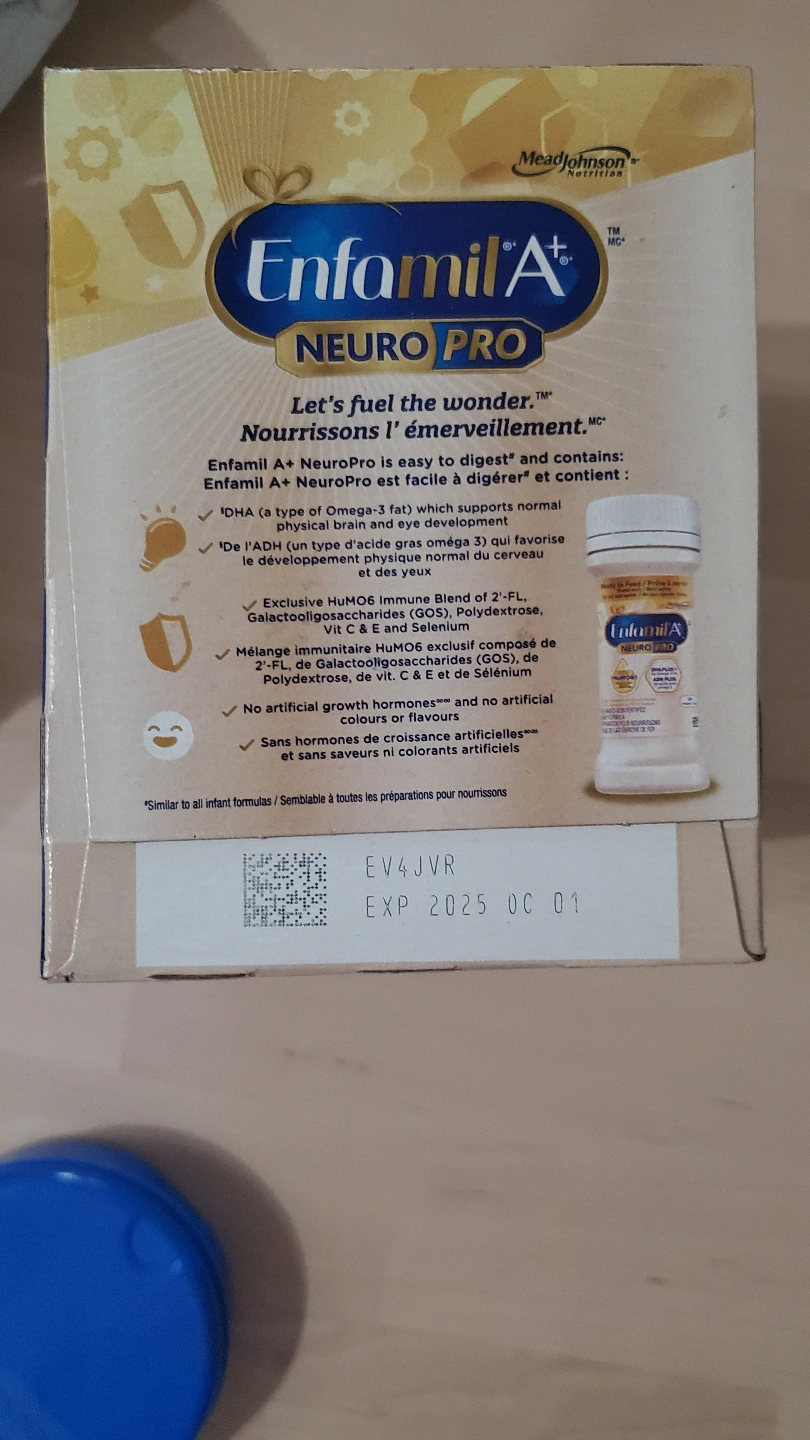 MeadJohnson
Nutrition
Enfamil A+
TM
MC*
NEURO PRO
Let's fuel the wonder.™*
Nourrissons l' émerveillement.MC*
Enfamil A+ NeuroPro is easy to digest# and contains:
Enfamil A+ NeuroPro est facile à digérer# et contient :
DHA (a type of Omega-3 fat) which supports normal
physical brain and eye development
De l'ADH (un type d'acide gras oméga 3) qui favorise
le développement physique normal du cerveau
et des yeux
Exclusive HuMO6 Immune Blend of 2'-FL,
Galactooligosaccharides (GOS), Polydextrose,
Vit C & E and Selenium
Mélange immunitaire HuMO6 exclusif composé de
2'-FL, de Galactooligosaccharides (GOS), de
Polydextrose, de vit. C & E et de Sélénium
No artificial growth hormones∞∞ and no artificial
colours or flavours
Sans hormones de croissance artificielles∞∞
et sans saveurs ni colorants artificiels
#Similar to all infant formulas / Semblable à toutes les préparations pour nourrissons
Enfamil A+
NEURO PRO
EV4JVR
EXP 2025 OC 01